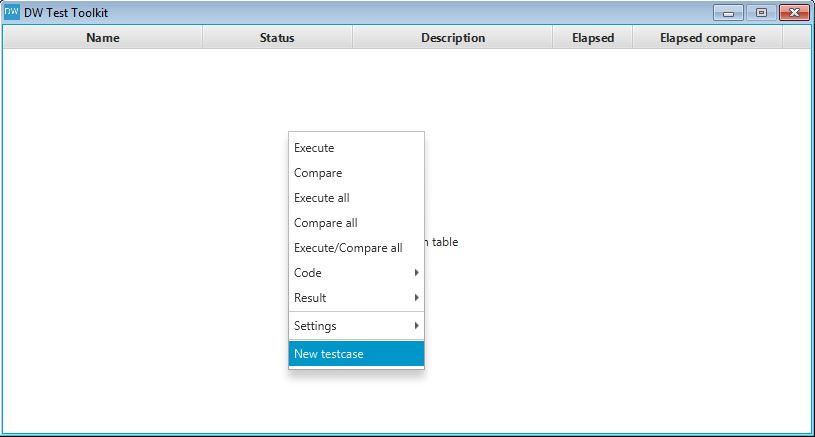 DW DW Test Toolkit
Name Status Description Elapsed Elapsed compare
Execute
Compare
Execute all
Compare all
Execute/Compare all
table
Code
Result
Settings
New testcase